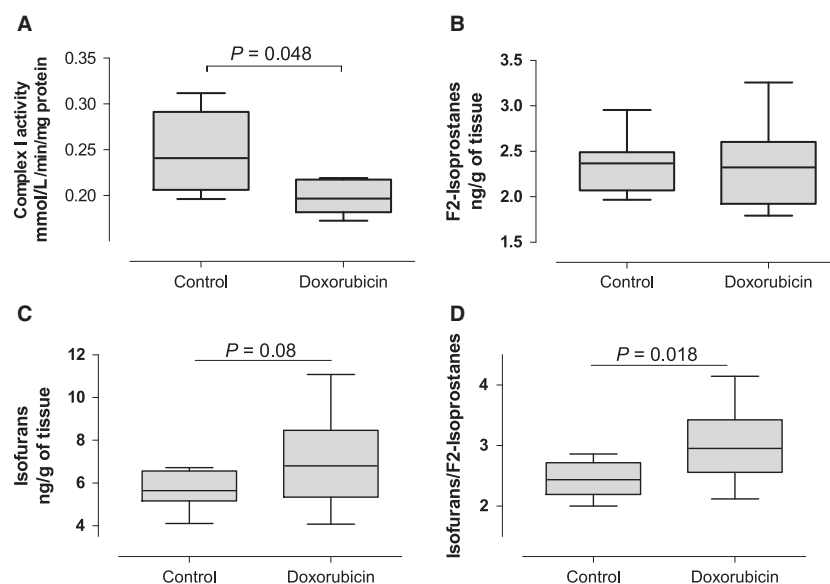 A
P = 0.048
Complex I activity
mmol/L/min/mg protein
0.35
0.30
0.25
0.20
Control
Doxorubicin
B
F2-Isoprostanes
ng/g of tissue
3.5
3.0
2.5
2.0
1.5
Control
Doxorubicin
C
P = 0.08
Isofurans
ng/g of tissue
12
10
8
6
4
Control
Doxorubicin
D
P = 0.018
Isofurans/F2-Isoprostanes
4
3
2
Control
Doxorubicin